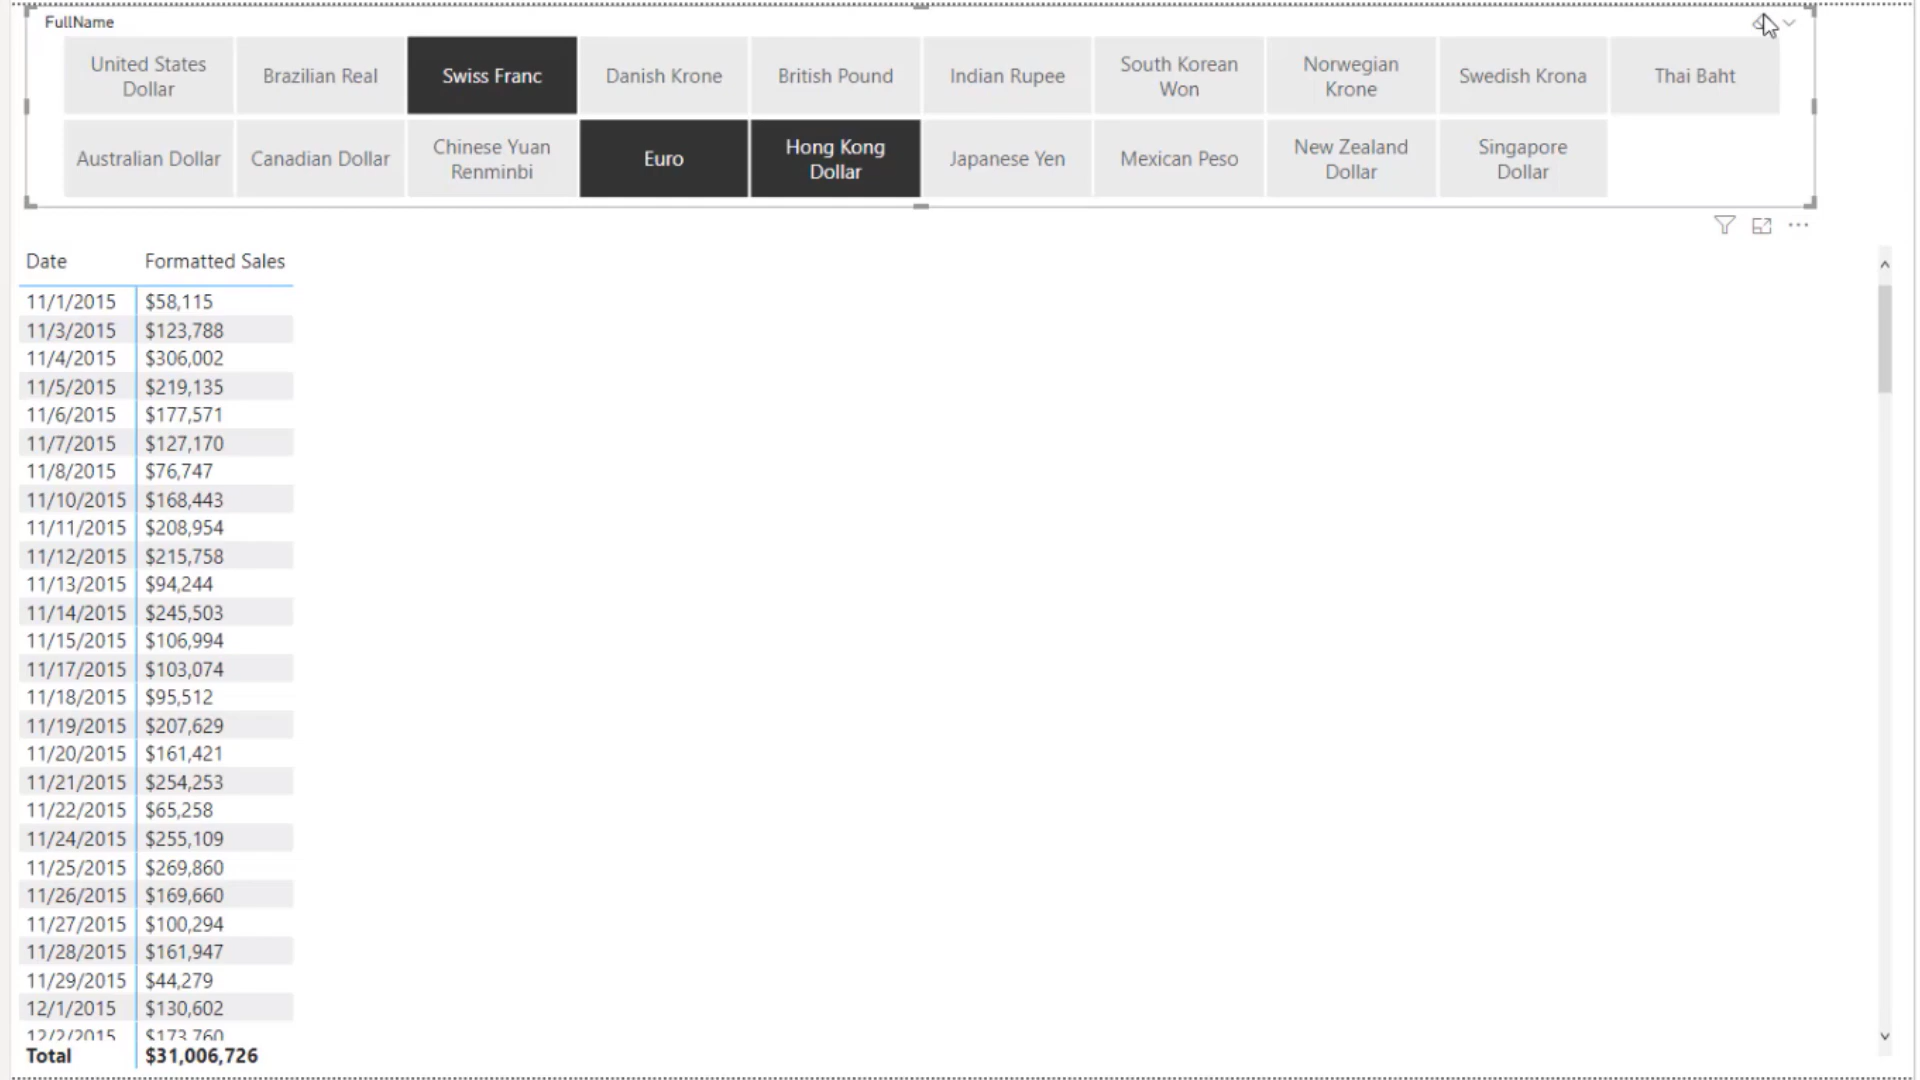 FullName
United States
Dollar
Brazilian Real
Swiss Franc
Danish Krone
British Pound
Indian Rupee
South Korean
Won
Norwegian
Krone
Swedish Krona
Thai Baht
Australian Dollar
Canadian Dollar
Chinese Yuan
Renminbi
Euro
Hong Kong
Dollar
Japanese Yen
Mexican Peso
New Zealand
Dollar
Singapore
Dollar
Date Formatted Sales
11/1/2015 $58,115
11/3/2015 $123,788
11/4/2015 $306,002
11/5/2015 $219,135
11/6/2015 $177,571
11/7/2015 $127,170
11/8/2015 $76,747
11/10/2015 $168,443
11/11/2015 $208,954
11/12/2015 $215,758
11/13/2015 $94,244
11/14/2015 $245,503
11/15/2015 $106,994
11/17/2015 $103,074
11/18/2015 $95,512
11/19/2015 $207,629
11/20/2015 $161,421
11/21/2015 $254,253
11/22/2015 $65,258
11/24/2015 $255,109
11/25/2015 $269,860
11/26/2015 $169,660
11/27/2015 $100,294
11/28/2015 $161,947
11/29/2015 $44,279
12/1/2015 $130,602
12/2/2015 $173,760
Total $31,006,726